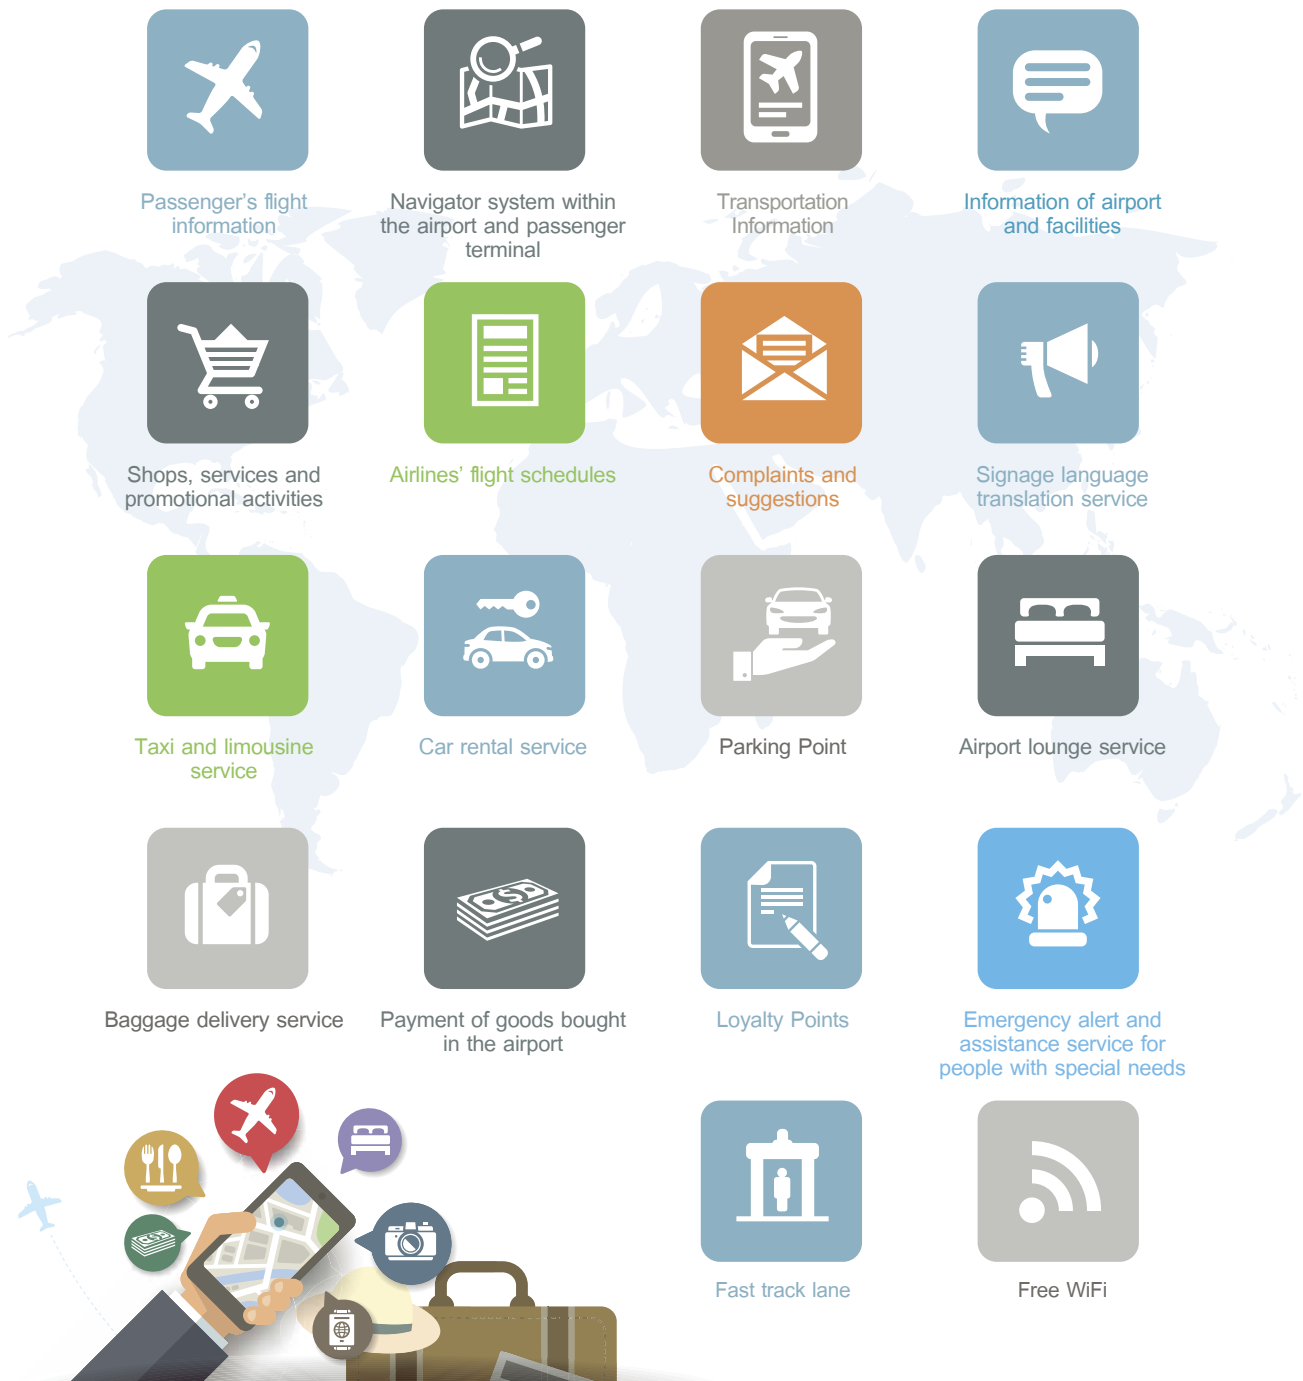 Passenger’s flight
information
Navigator system within
the airport and passenger
terminal
Transportation
Information
Information of airport
and facilities
Shops, services and
promotional activities
Airlines’ flight schedules
Complaints and
suggestions
Signage language
translation service
Taxi and limousine
service
Car rental service
Parking Point
Airport lounge service
Baggage delivery service
Payment of goods bought
in the airport
Loyalty Points
Emergency alert and
assistance service for
people with special needs
Fast track lane
Free WiFi